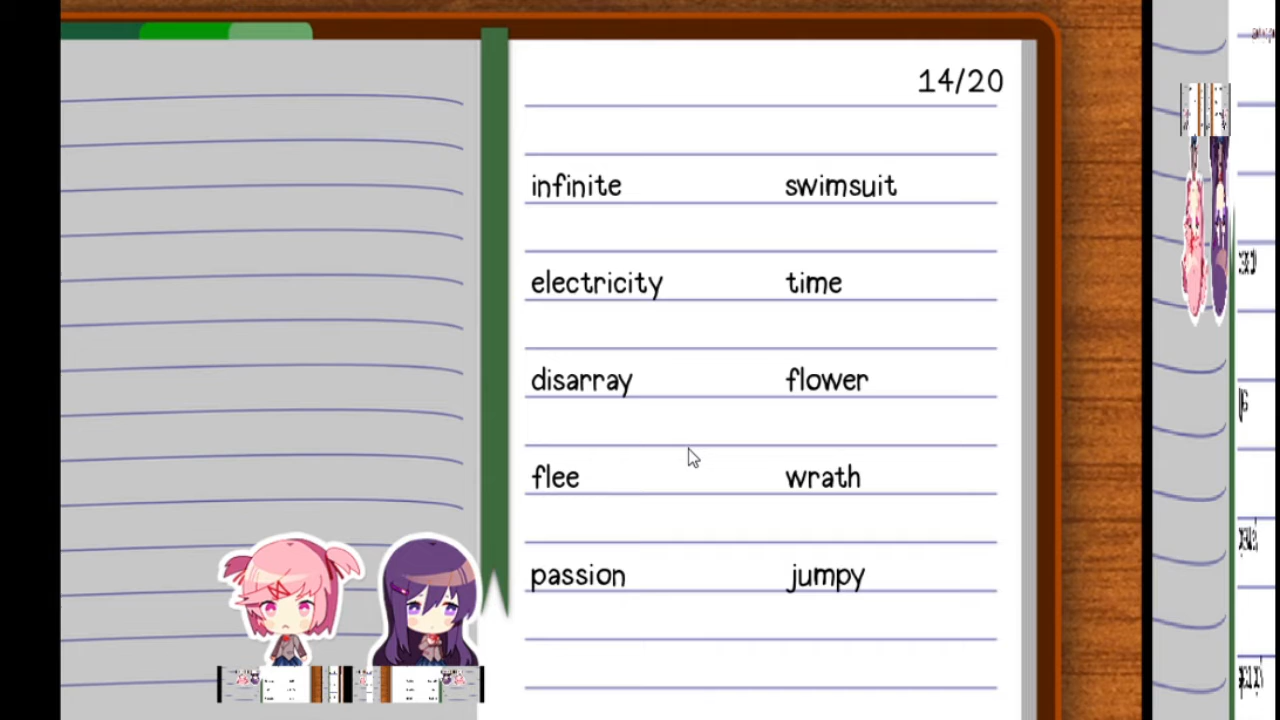 14/20
infinite swimsuit
electricity time
disarray flower
flee wrath
passion jumpy